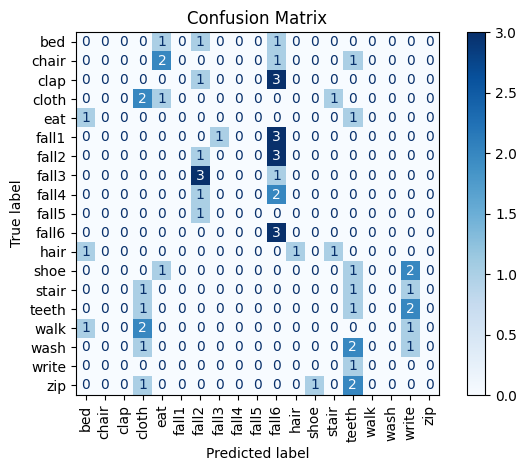 Confusion Matrix
bed 0 0 0 0 1 0 1 0 0 0 1 0 0 0 0 0 0 0 0
chair 0 0 0 0 2 0 0 0 0 0 1 0 0 0 1 0 0 0 0
clap 0 0 0 0 0 0 1 0 0 0 3 0 0 0 0 0 0 0 0
cloth 0 0 0 2 1 0 0 0 0 0 0 0 0 1 0 0 0 0 0
eat 1 0 0 0 0 0 0 0 0 0 0 0 0 0 1 0 0 0 0
fall1 0 0 0 0 0 0 0 1 0 0 3 0 0 0 0 0 0 0 0
fall2 0 0 0 0 0 0 1 0 0 0 3 0 0 0 0 0 0 0 0
fall3 0 0 0 0 0 0 3 0 0 0 1 0 0 0 0 0 0 0 0
fall4 0 0 0 0 0 0 1 0 0 0 2 0 0 0 0 0 0 0 0
fall5 0 0 0 0 0 0 1 0 0 0 0 0 0 0 0 0 0 0 0
fall6 0 0 0 0 0 0 0 0 0 0 3 0 0 0 0 0 0 0 0
hair 1 0 0 0 0 0 0 0 0 0 0 1 0 1 0 0 0 0 0
shoe 0 0 0 0 1 0 0 0 0 0 0 0 0 0 1 0 0 2 0
stair 0 0 0 1 0 0 0 0 0 0 0 0 0 0 1 0 0 1 0
teeth 0 0 0 1 0 0 0 0 0 0 0 0 0 0 1 0 0 2 0
walk 1 0 0 2 0 0 0 0 0 0 0 0 0 0 0 0 0 1 0
wash 0 0 0 1 0 0 0 0 0 0 0 0 0 0 2 0 0 1 0
write 0 0 0 0 0 0 0 0 0 0 0 0 0 0 1 0 0 0 0
zip 0 0 0 1 0 0 0 0 0 0 0 0 1 0 2 0 0 0 0
bed chair clap cloth eat fall1 fall2 fall3 fall4 fall5 fall6 hair shoe stair teeth walk wash write zip
Predicted label
True label
3.0
2.5
2.0
1.5
1.0
0.5
0.0